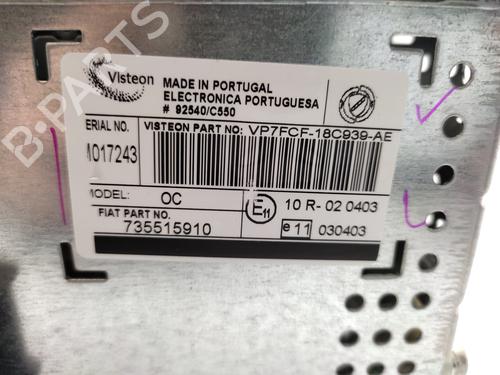 Visteon
MADE IN PORTUGAL
ELECTRONICA PORTUGUESA
# 92540/C550
ERIAL NO.
VISTEON PART NO: VP7FCF-18C939-AE
M017243
MODEL: OC
E11
10 R- 02 0403
FIAT PART NO.
735515910
e 11 030403
B-PARTS